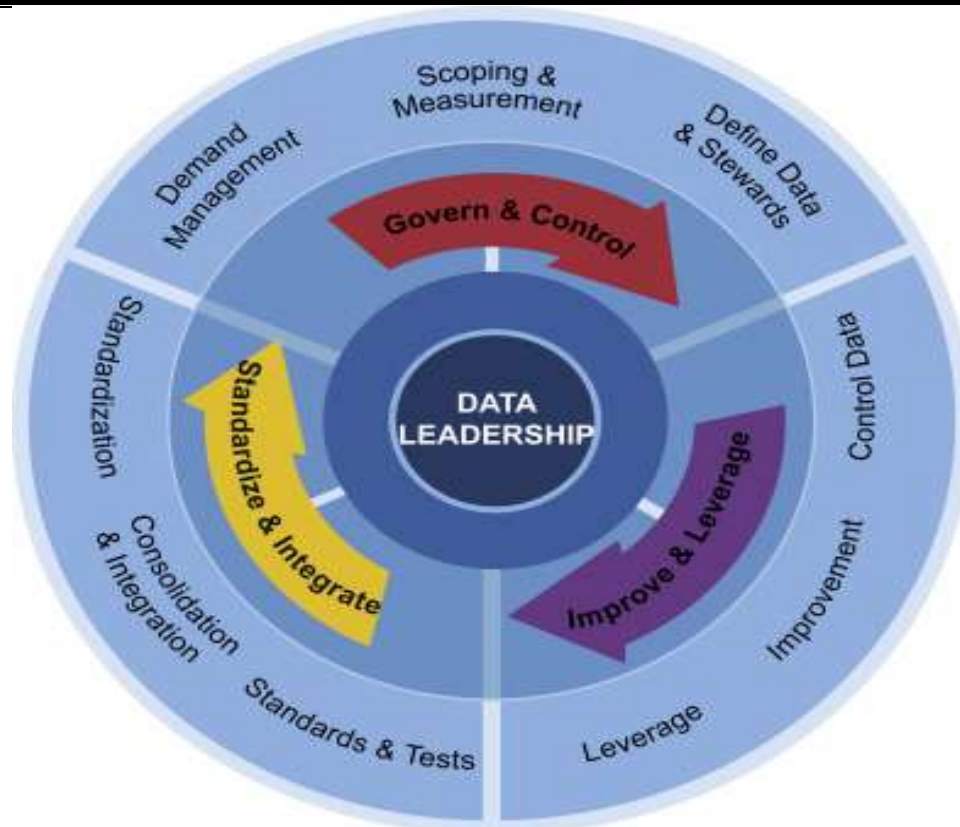 Scoping &
Measurement
Define Data
& Stewards
Control Data
Improvement
Leverage
Standards & Tests
Consolidation
& Integration
Standardization
Demand
Management
Govern & Control
Improve & Leverage
Standardize & Integrate
DATA
LEADERSHIP